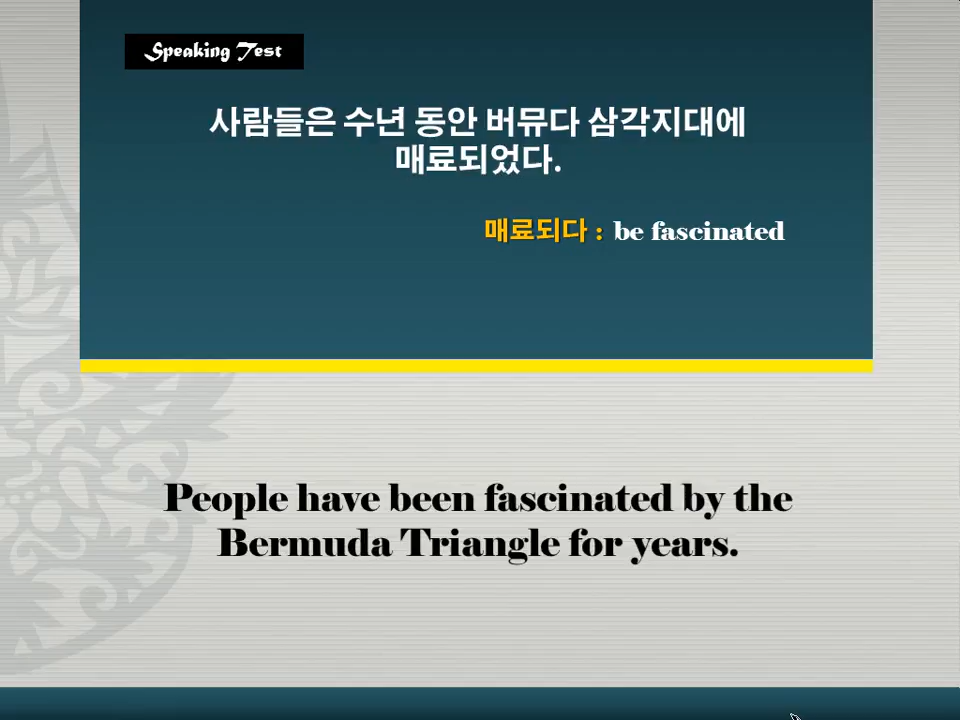 Speaking Test
사람들은 수년 동안 버뮤다 삼각지대에
매료되었다.
매료되다 : be fascinated
People have been fascinated by the
Bermuda Triangle for years.